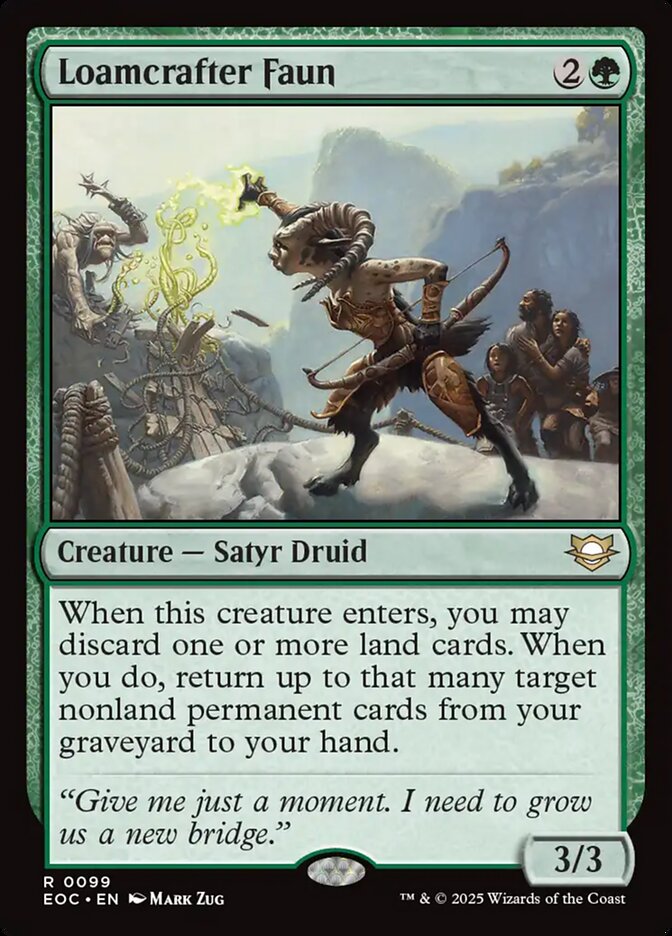 Loamcrafter Faun 2
Creature — Satyr Druid
When this creature enters, you may
discard one or more land cards. When
you do, return up to that many target
nonland permanent cards from your
graveyard to your hand.
“Give me just a moment. I need to grow
us a new bridge.”
3/3
R 0099
EOC • EN Mark Zug
™ & © 2025 Wizards of the Coast